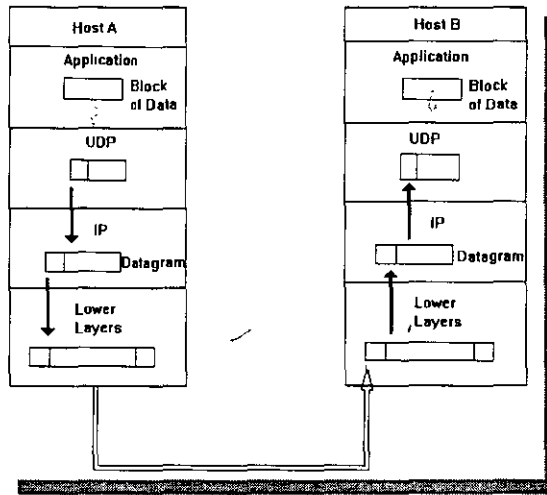 Host A
Application
Block
of Data
UDP
IP
Datagram
Lower
Layers
Host B
Application
Block
of Data
UDP
IP
Datagram
Lower
Layers